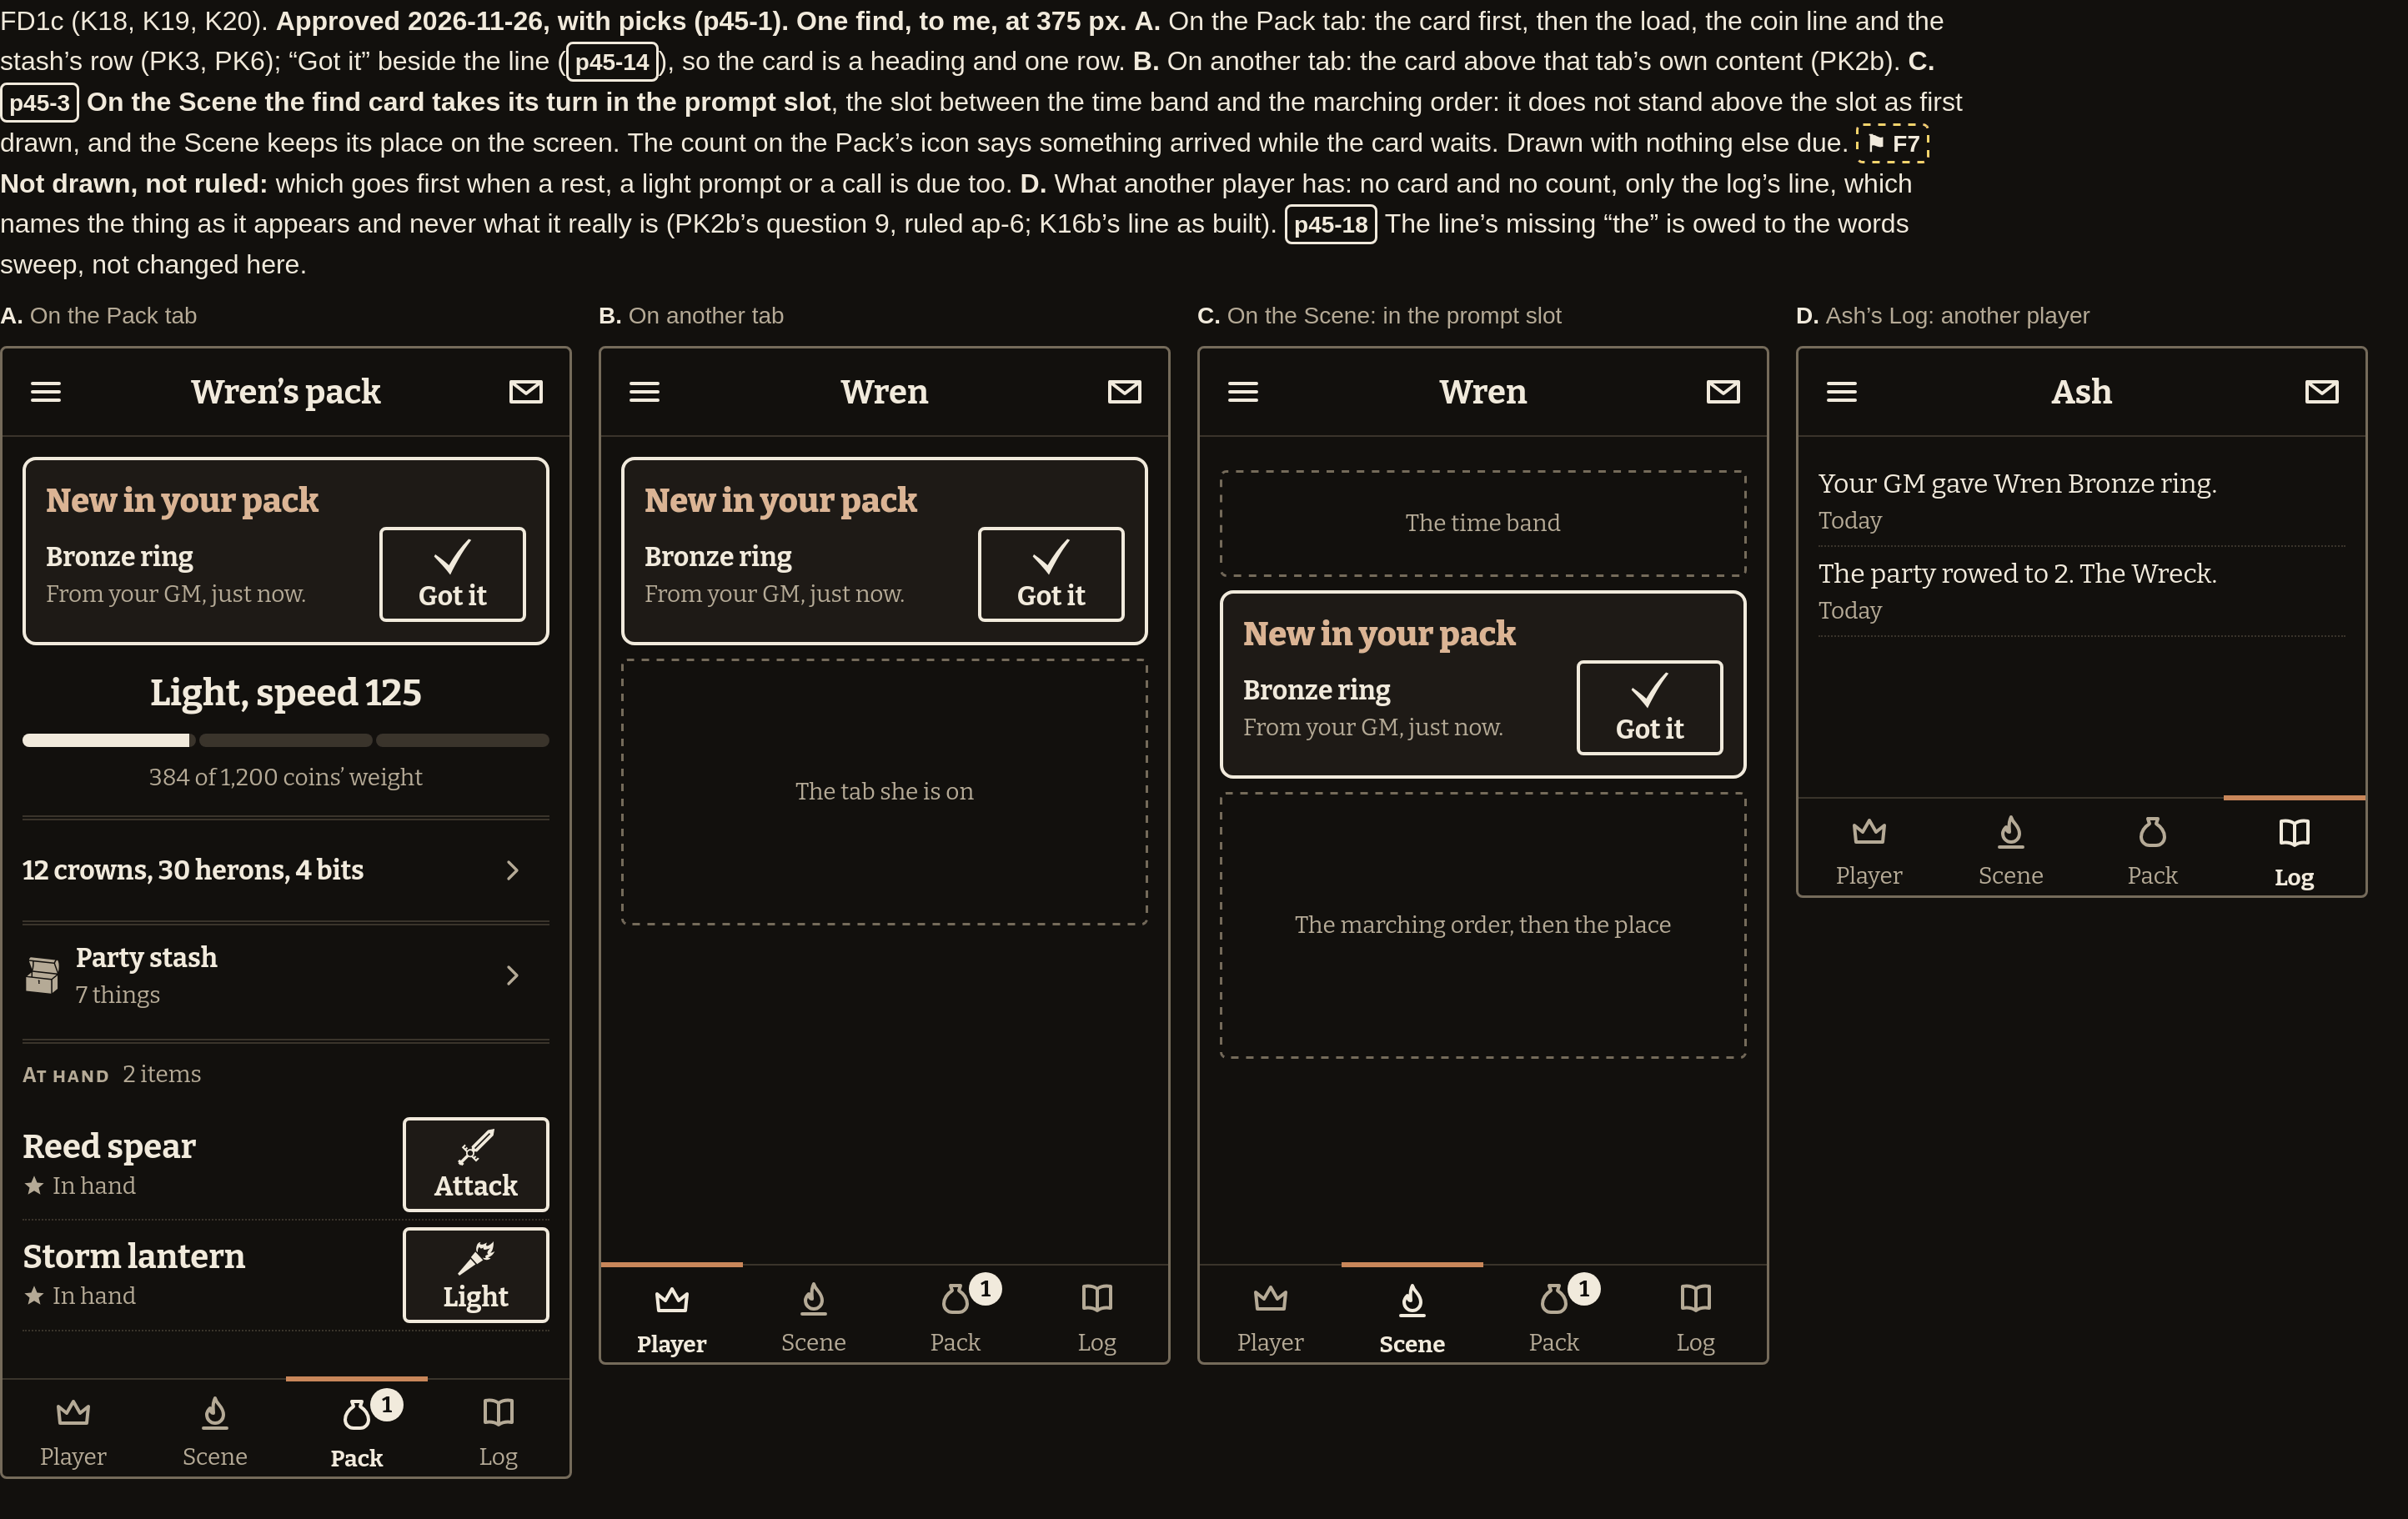 FD1c (K18, K19, K20). Approved 2026-11-26, with picks (p45-1). One find, to me, at 375 px. A. On the Pack tab: the card first, then the load, the coin line and the
stash’s row (PK3, PK6); “Got it” beside the line (p45-14), so the card is a heading and one row. B. On another tab: the card above that tab’s own content (PK2b). C.
p45-3 On the Scene the find card takes its turn in the prompt slot, the slot between the time band and the marching order: it does not stand above the slot as first
drawn, and the Scene keeps its place on the screen. The count on the Pack’s icon says something arrived while the card waits. Drawn with nothing else due. ⚑ F7
Not drawn, not ruled: which goes first when a rest, a light prompt or a call is due too. D. What another player has: no card and no count, only the log’s line, which
names the thing as it appears and never what it really is (PK2b’s question 9, ruled ap-6; K16b’s line as built). p45-18 The line’s missing “the” is owed to the words
sweep, not changed here.
A. On the Pack tab
Wren’s pack
New in your pack
Bronze ring
From your GM, just now.
Got it
Light, speed 125
384 of 1,200 coins’ weight
12 crowns, 30 herons, 4 bits
Party stash
7 things
AT HAND 2 items
Reed spear
In hand
Attack
Storm lantern
In hand
Light
1
Player Scene Pack Log
B. On another tab
Wren
New in your pack
Bronze ring
From your GM, just now.
Got it
The tab she is on
1
Player Scene Pack Log
C. On the Scene: in the prompt slot
Wren
The time band
New in your pack
Bronze ring
From your GM, just now.
Got it
The marching order, then the place
1
Player Scene Pack Log
D. Ash’s Log: another player
Ash
Your GM gave Wren Bronze ring.
Today
The party rowed to 2. The Wreck.
Today
Player Scene Pack Log